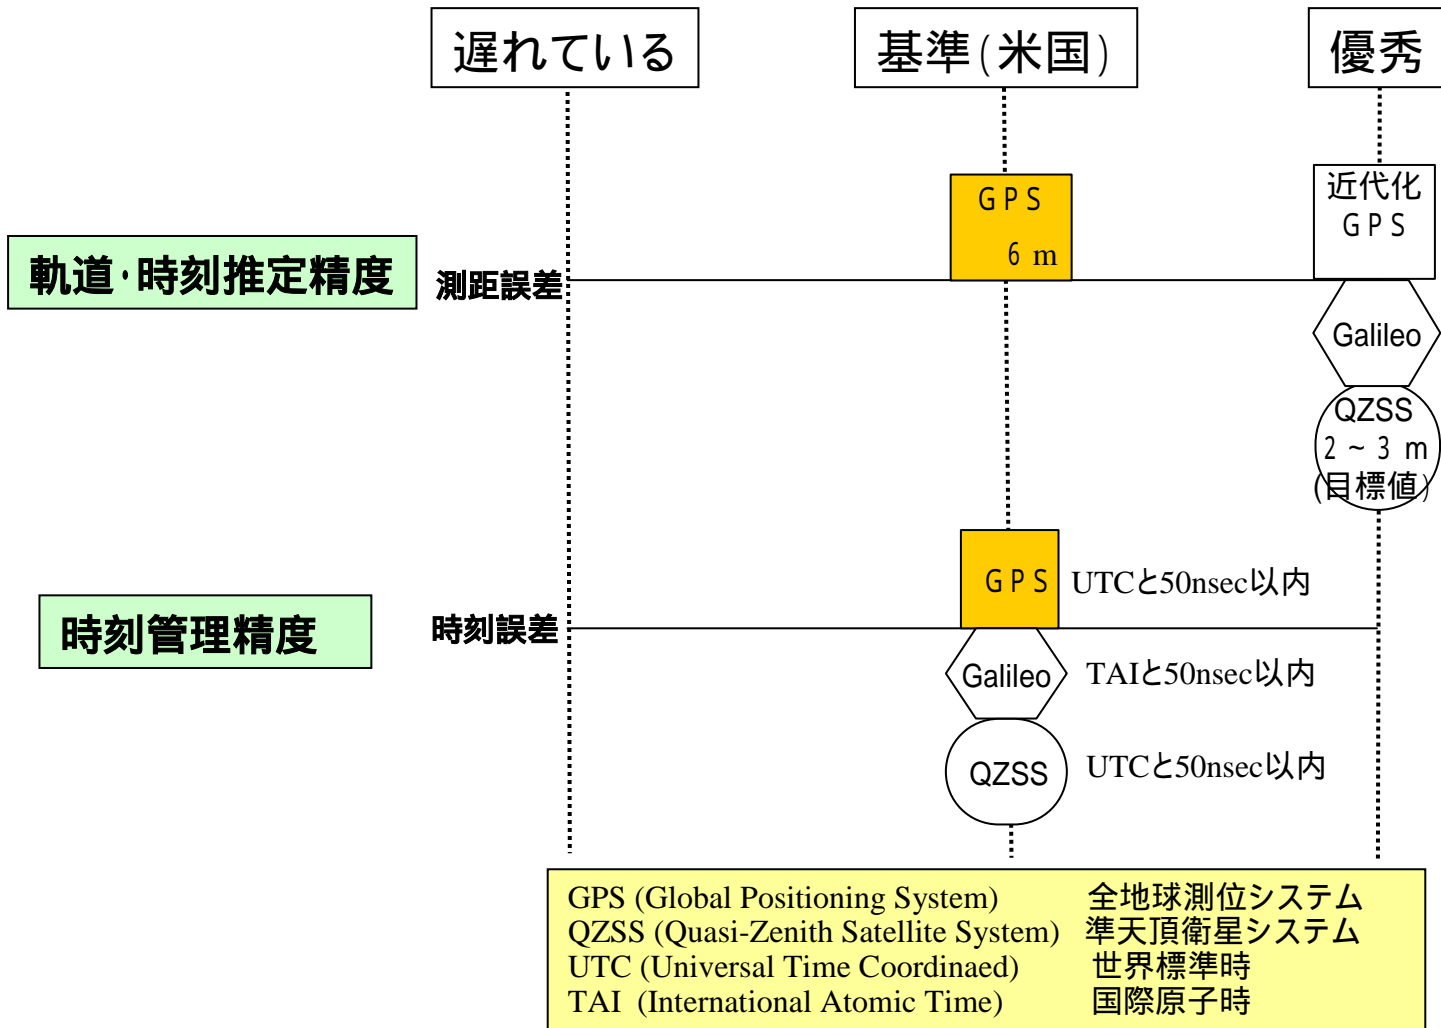 遅れている 基準(米国) 優秀
GPS
6 m
近代化
GPS
軌道・時刻推定精度
測距誤差
Galileo
QZSS
2～3 m
(目標値)
GPS UTCと50nsec以内
時刻管理精度
時刻誤差
Galileo TAIと50nsec以内
QZSS UTCと50nsec以内
GPS (Global Positioning System) 全地球測位システム
QZSS (Quasi-Zenith Satellite System) 準天頂衛星システム
UTC (Universal Time Coordinaed) 世界標準時
TAI (International Atomic Time) 国際原子時